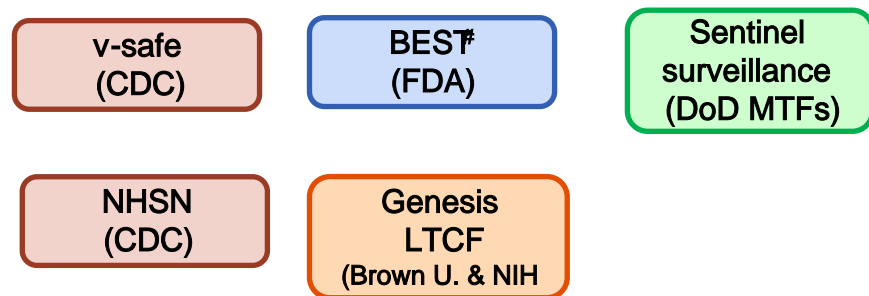 v-safe
(CDC)
BEST#
(FDA)
Sentinel
surveillance
(DoD MTFs)
NHSN
(CDC)
Genesis
LTCF
(Brown U. & NIH